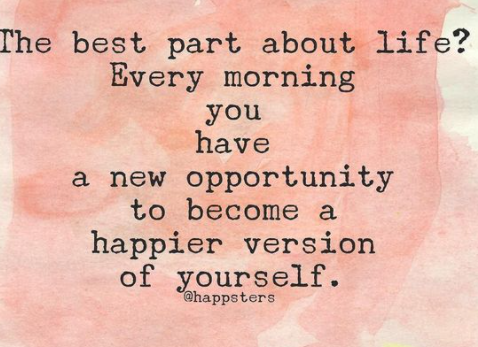 The best part about life?
Every morning
you
have
a new opportunity
to become a
happier version
of yourself.
@happsters